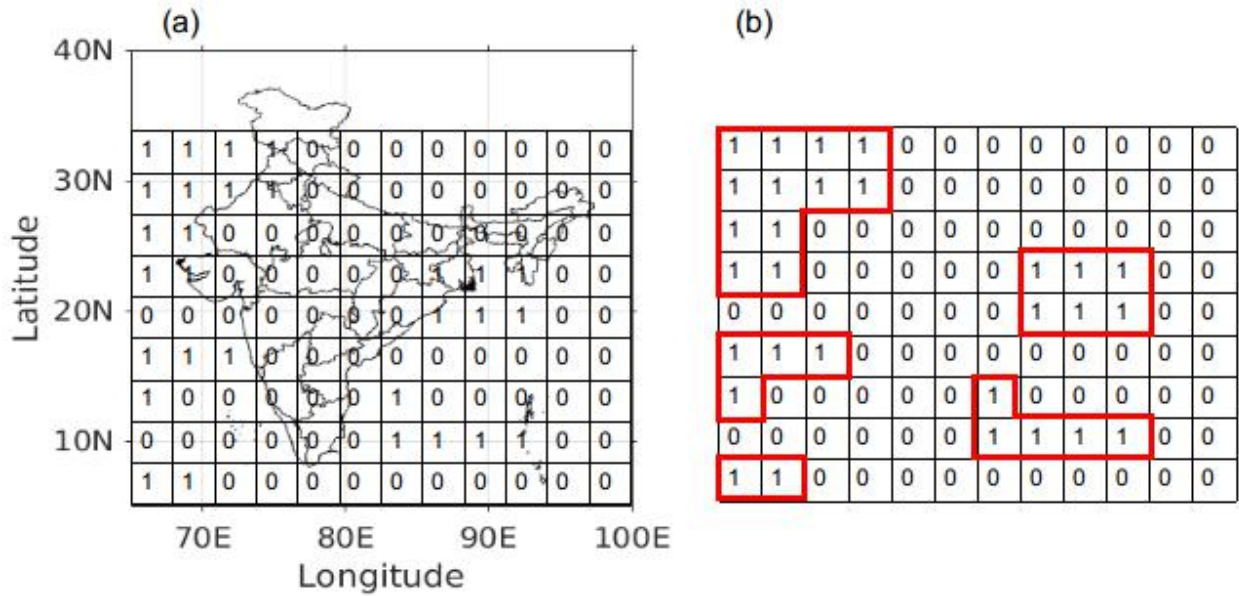 (a)
40N
30N
20N
10N
Latitude
1 1 1 1 0 0 0 0 0 0 0 0
1 1 1 1 0 0 0 0 0 0 0 0
1 1 0 0 0 0 0 0 0 0 0 0
1 1 0 0 0 0 0 1 1 1 0 0
0 0 0 0 0 0 0 1 1 1 0 0
1 1 1 0 0 0 0 0 0 0 0 0
1 0 0 0 0 0 1 0 0 0 0 0
0 0 0 0 0 0 1 1 1 1 0 0
1 1 0 0 0 0 0 0 0 0 0 0
70E 80E 90E 100E
Longitude
(b)
1 1 1 1 0 0 0 0 0 0 0 0
1 1 1 1 0 0 0 0 0 0 0 0
1 1 0 0 0 0 0 0 0 0 0 0
1 1 0 0 0 0 0 1 1 1 0 0
0 0 0 0 0 0 0 1 1 1 0 0
1 1 1 0 0 0 0 0 0 0 0 0
1 0 0 0 0 0 1 0 0 0 0 0
0 0 0 0 0 0 1 1 1 1 0 0
1 1 0 0 0 0 0 0 0 0 0 0